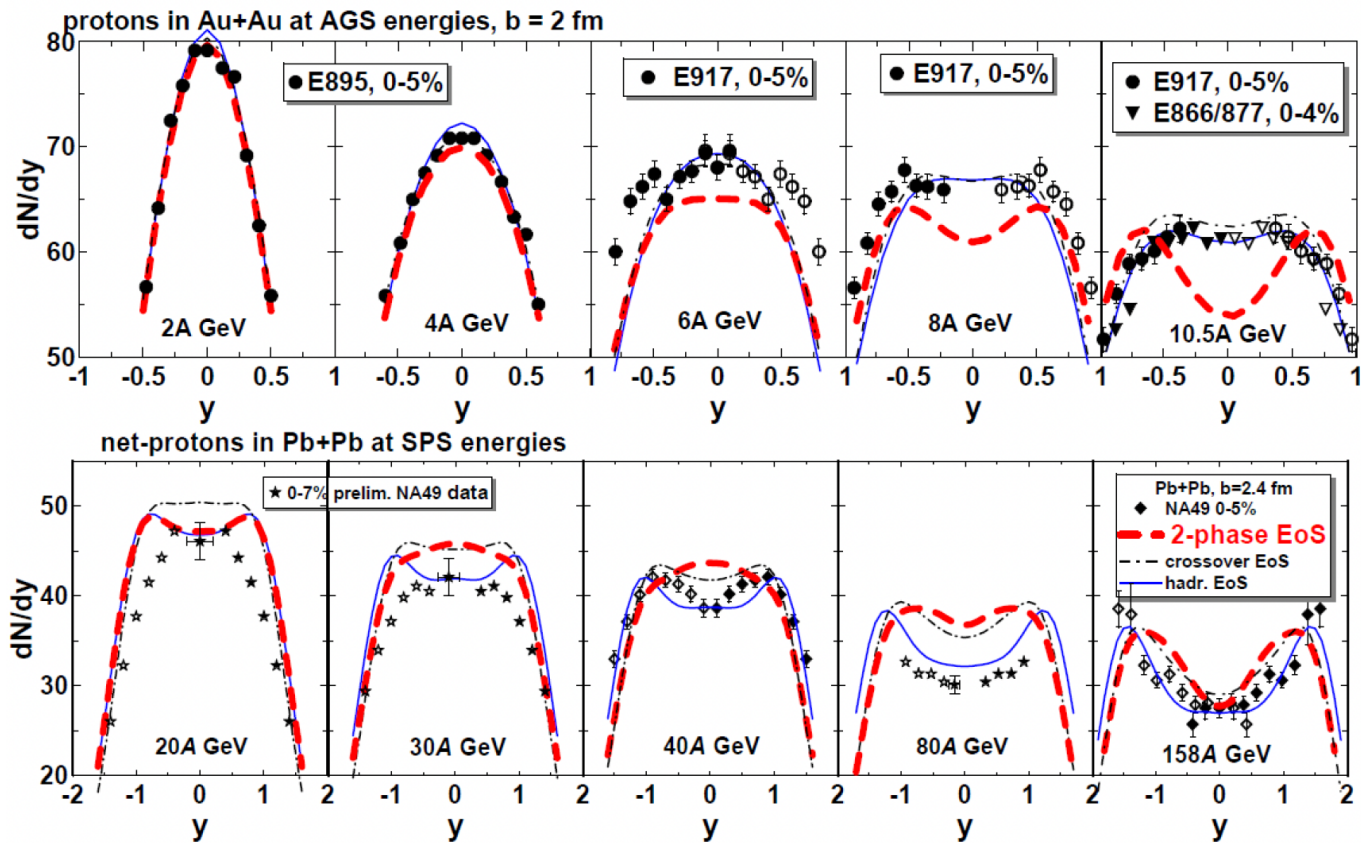 protons in Au+Au at AGS energies, b = 2 fm
dN/dy
80
70
60
50
E895, 0-5%
E917, 0-5%
E917, 0-5%
E917, 0-5%
E866/877, 0-4%
2A GeV
4A GeV
6A GeV
8A GeV
10.5A GeV
-1 -0.5 0 0.5 1 -0.5 0 0.5 1 -0.5 0 0.5 1 -0.5 0 0.5 1 -0.5 0 0.5 1
y y y y y
net-protons in Pb+Pb at SPS energies
dN/dy
50
40
30
20
0-7% prelim. NA49 data
Pb+Pb, b=2.4 fm
NA49 0-5%
2-phase EoS
crossover EoS
hadr. EoS
20A GeV
30A GeV
40A GeV
80A GeV
158A GeV
-2 -1 0 1 2 -1 0 1 2 -1 0 1 2 -1 0 1 2 -1 0 1 2
y y y y y